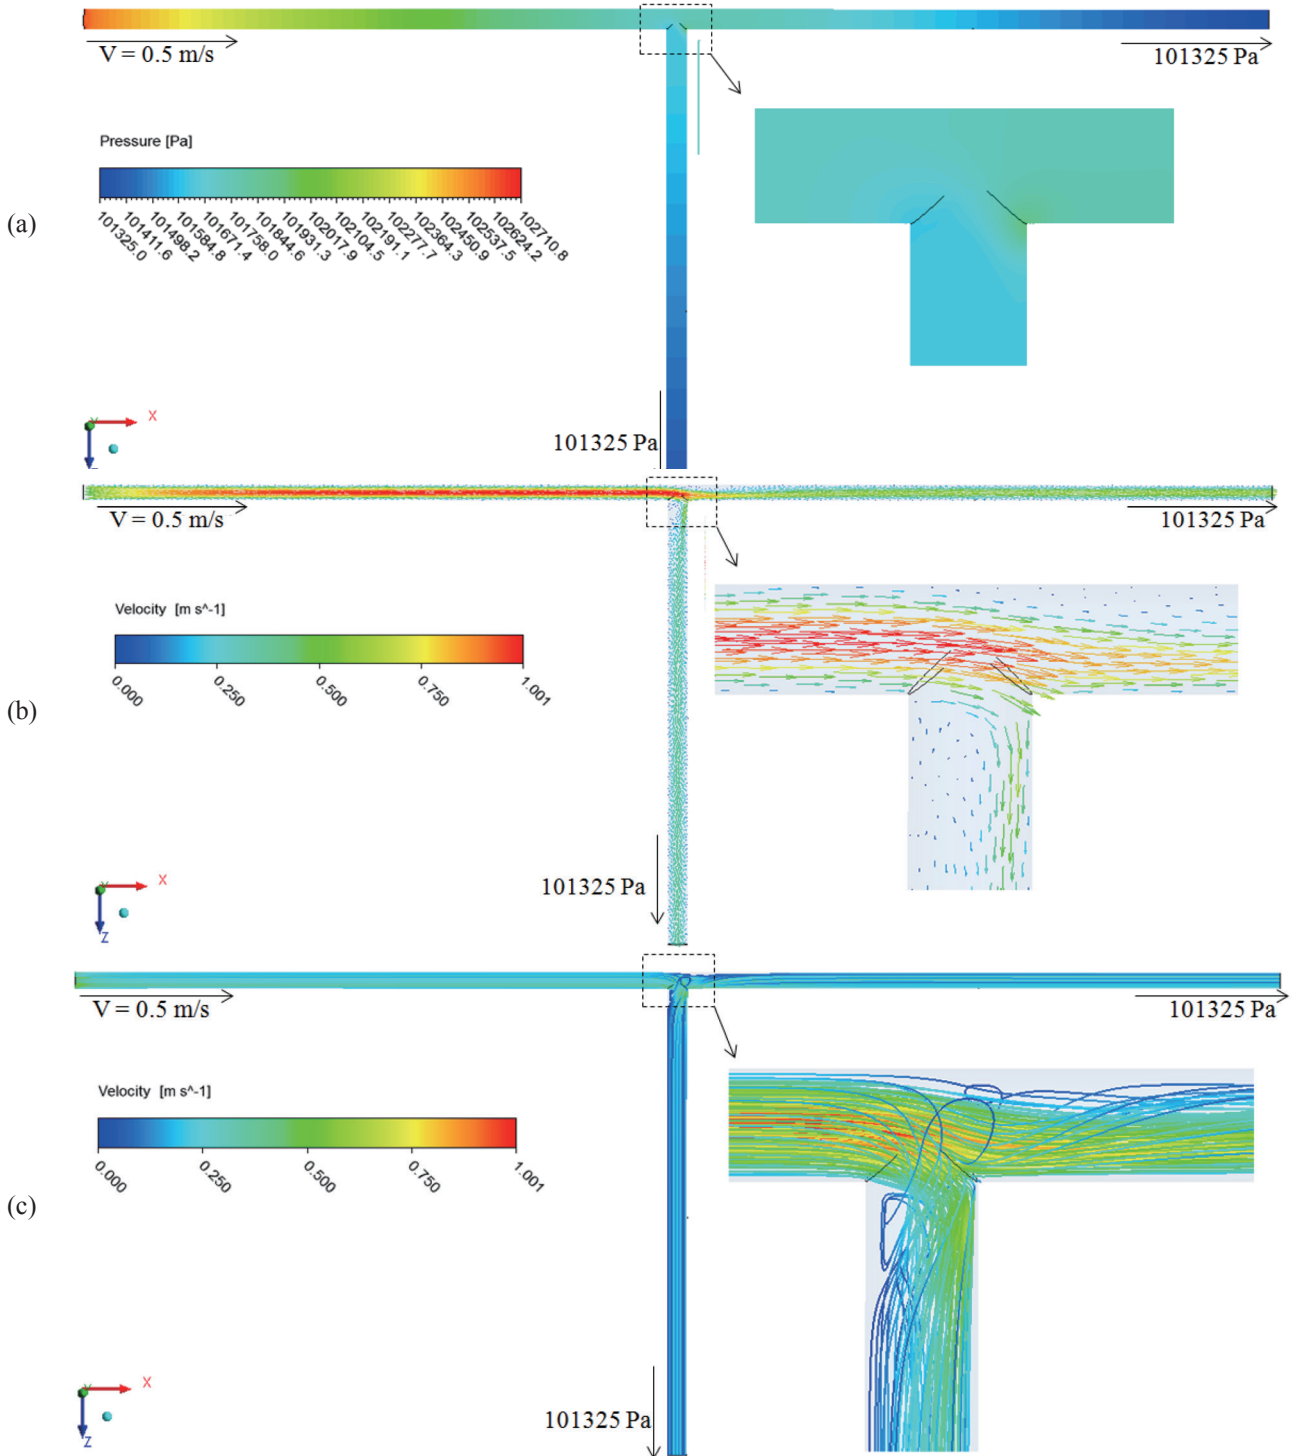 V = 0.5 m/s
101325 Pa
Pressure [Pa]
(a)
101325.0
101411.6
101498.2
101584.8
101671.4
101758.0
101844.6
101931.3
102017.9
102104.5
102191.1
102277.7
102364.3
102450.9
102537.5
102624.2
102710.8
X
Z
101325 Pa
V = 0.5 m/s
101325 Pa
Velocity [m s^-1]
0.000
0.250
0.500
0.750
1.001
(b)
X
Y
Z
101325 Pa
V = 0.5 m/s
101325 Pa
Velocity [m s^-1]
0.000
0.250
0.500
0.750
1.001
(c)
X
Y
Z
101325 Pa